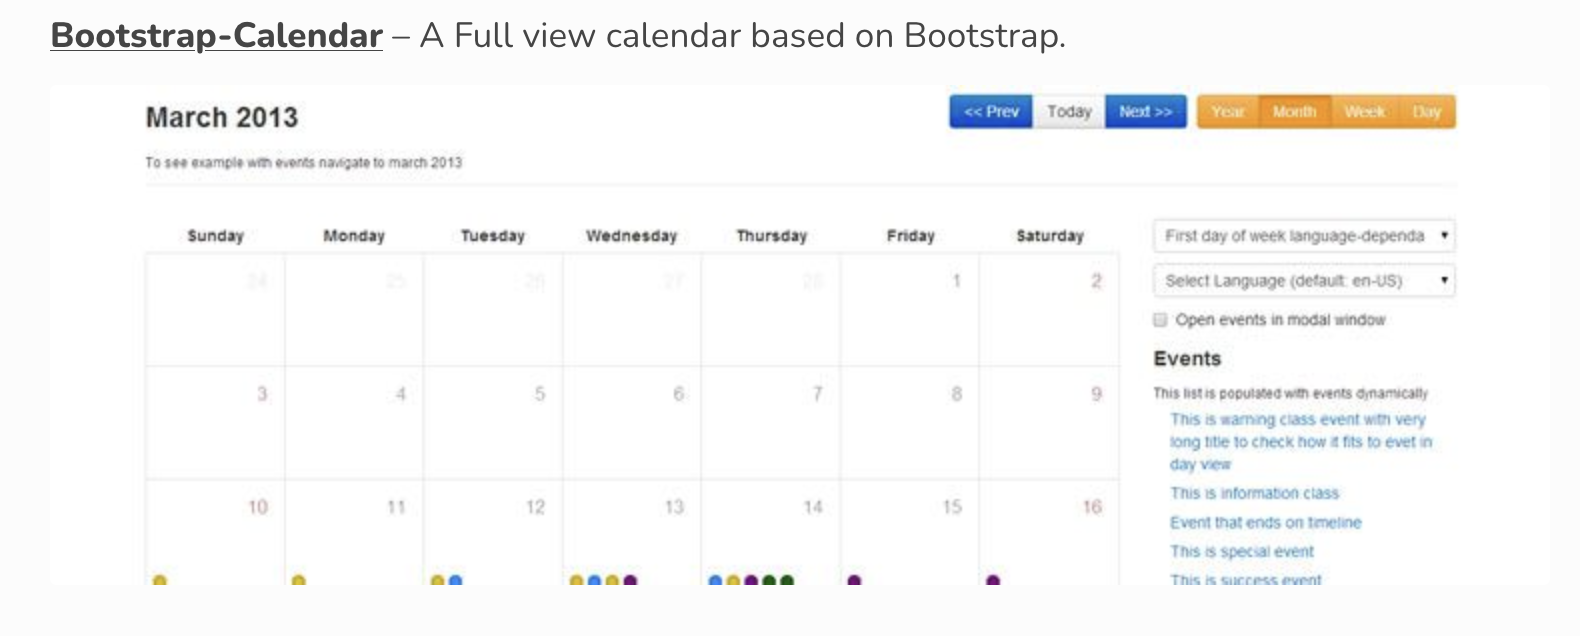 Bootstrap-Calendar – A Full view calendar based on Bootstrap.
March 2013
<< Prev Today Next >> Year Month Week Day
To see example with events navigate to march 2013
Sunday Monday Tuesday Wednesday Thursday Friday Saturday
24 25 26 27 28 1 2
3 4 5 6 7 8 9
10 11 12 13 14 15 16
First day of week language-dependa
Select Language (default: en-US)
Open events in modal window
Events
This list is populated with events dynamically
This is warning class event with very
long title to check how it fits to evet in
day view
This is information class
Event that ends on timeline
This is special event
This is success event